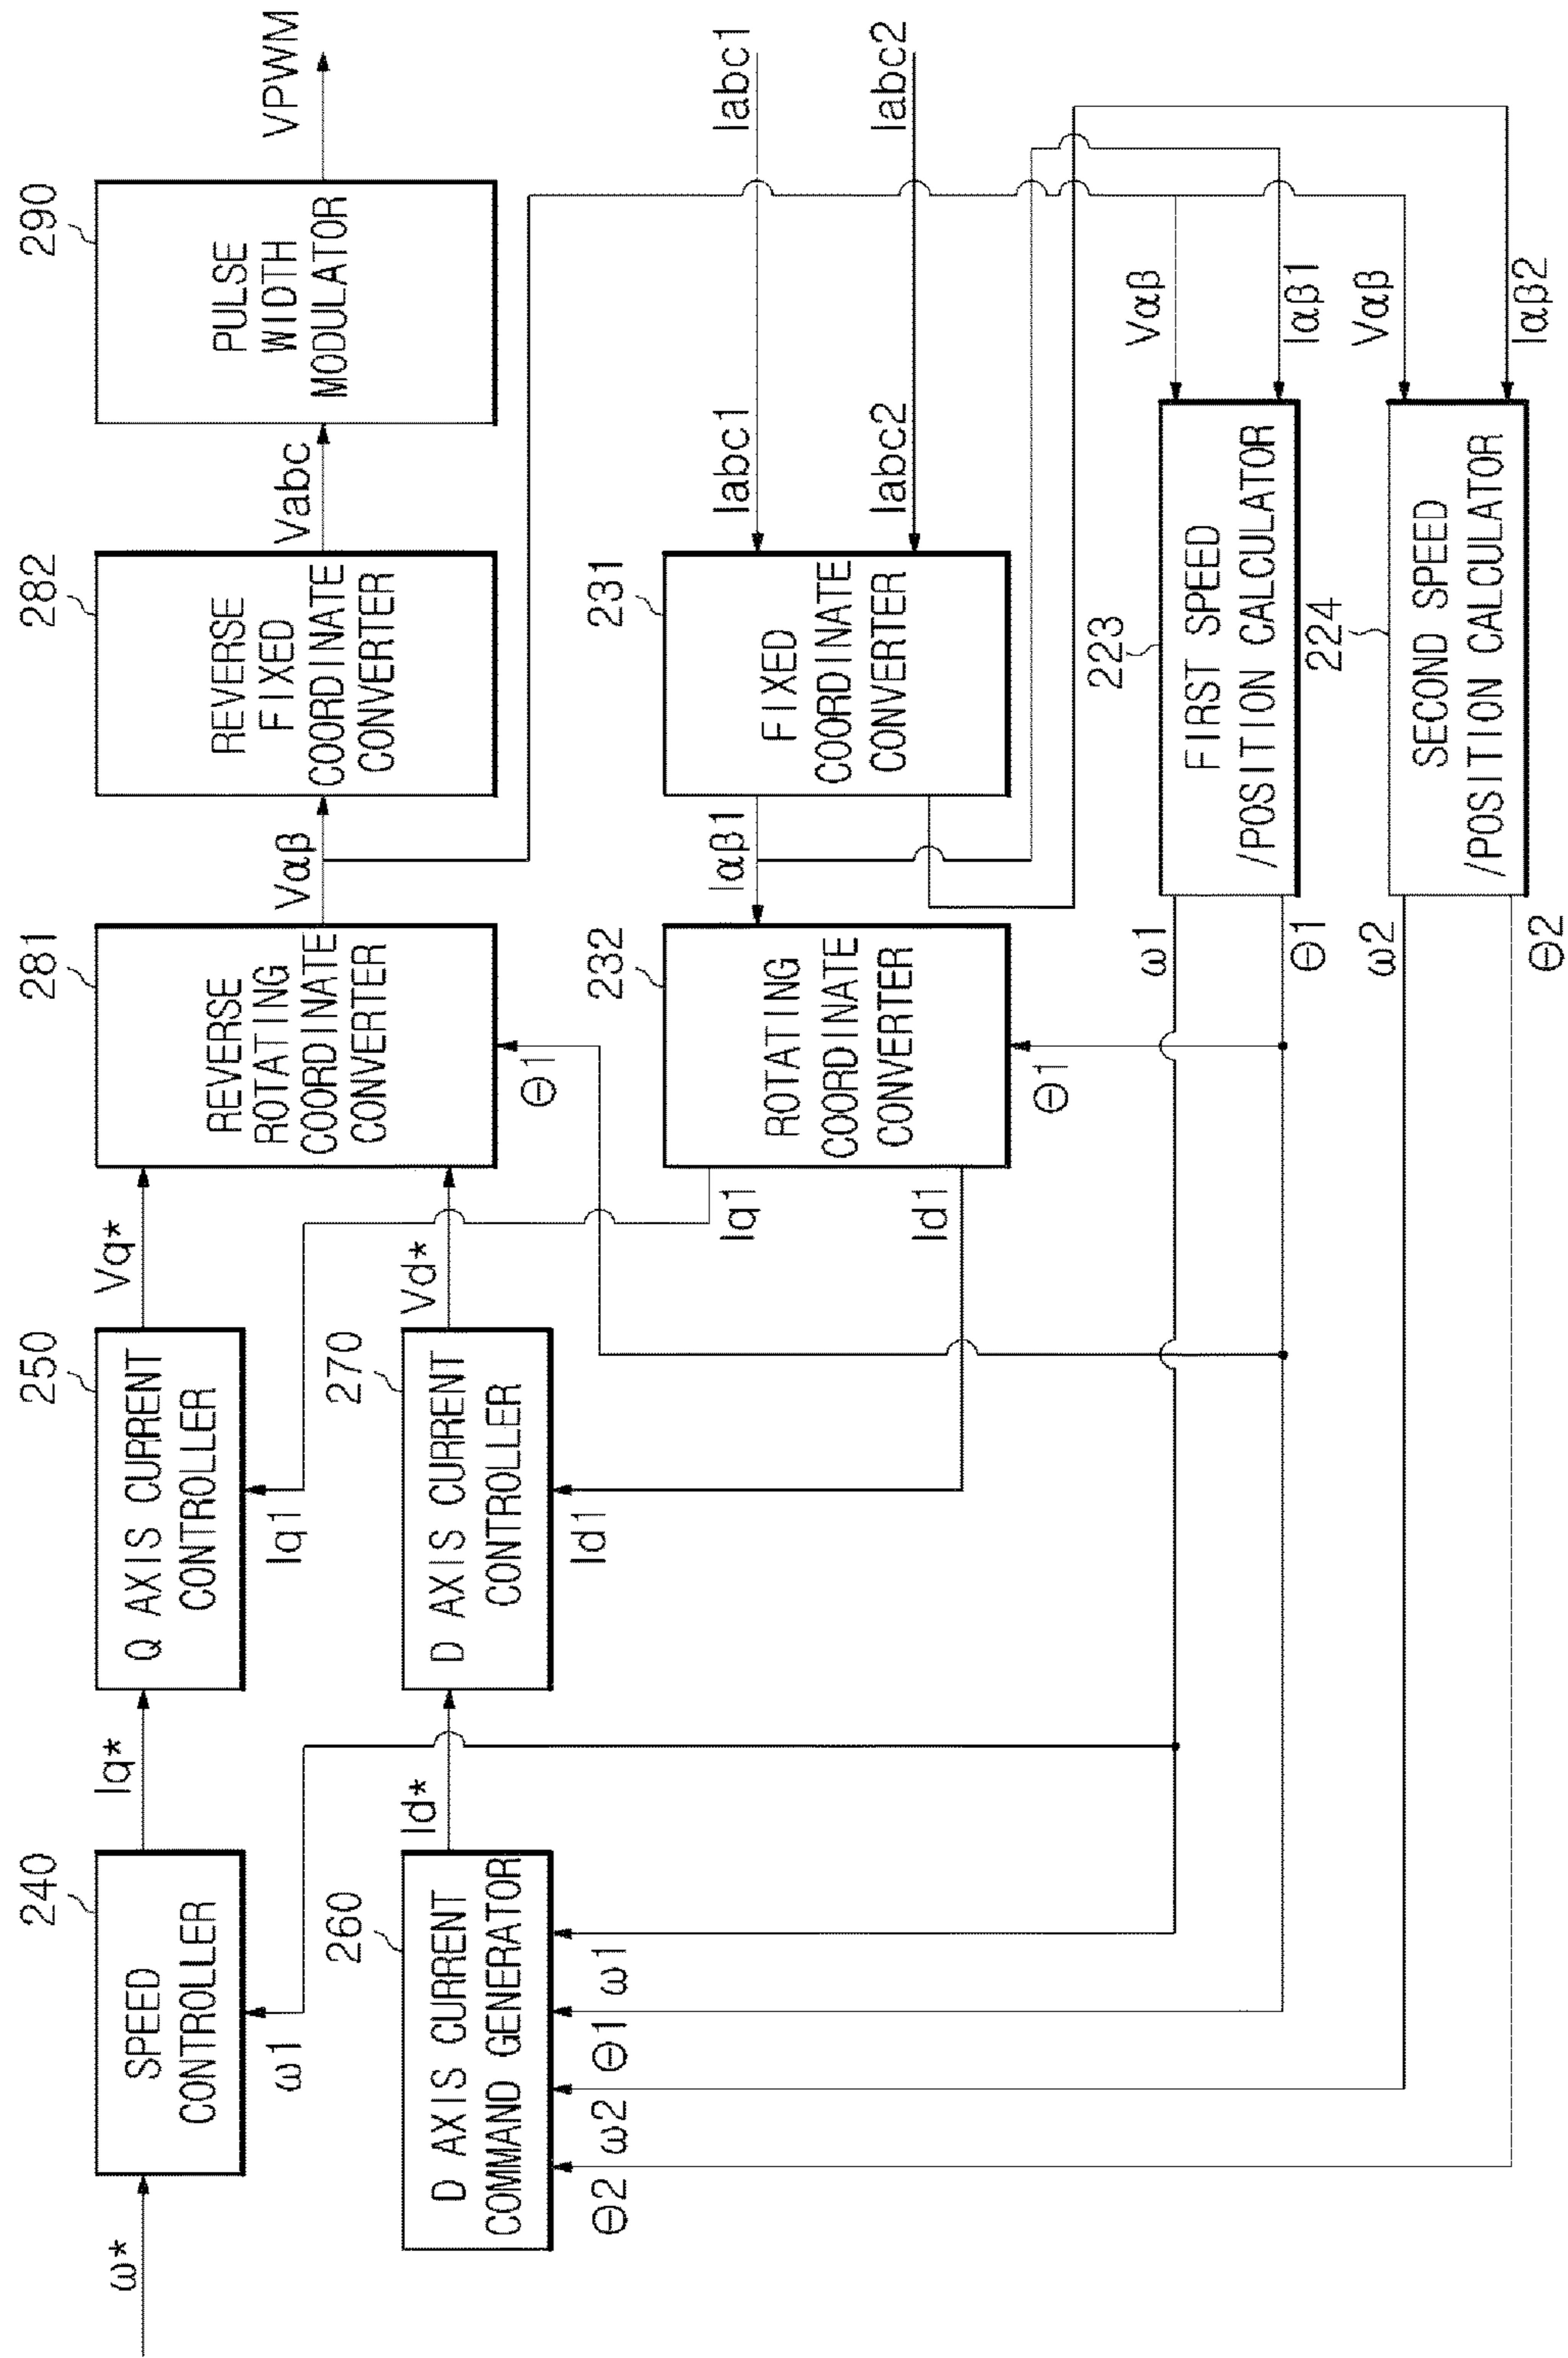 240
250
281
282
290
ω*
SPEED
CONTROLLER
Iq*
Q AXIS CURRENT
CONTROLLER
Vq*
REVERSE
ROTATING
COORDINATE
CONVERTER
Vαβ
REVERSE
FIXED
COORDINATE
CONVERTER
Vabc
PULSE
WIDTH
MODULATOR
VPWM
ω1
Iq1
260
270
D AXIS CURRENT
COMMAND GENERATOR
Id*
D AXIS CURRENT
CONTROLLER
Vd*
Θ1
Θ2
ω2
Θ1
ω1
Id1
232
231
Iq1
Id1
ROTATING
COORDINATE
CONVERTER
Iαβ1
FIXED
COORDINATE
CONVERTER
Iabc1
Iabc1
Iabc2
Iabc2
Θ1
223
ω1
FIRST SPEED
/POSITION CALCULATOR
Vαβ
Θ1
Iαβ1
224
ω2
SECOND SPEED
/POSITION CALCULATOR
Vαβ
Θ2
Iαβ2